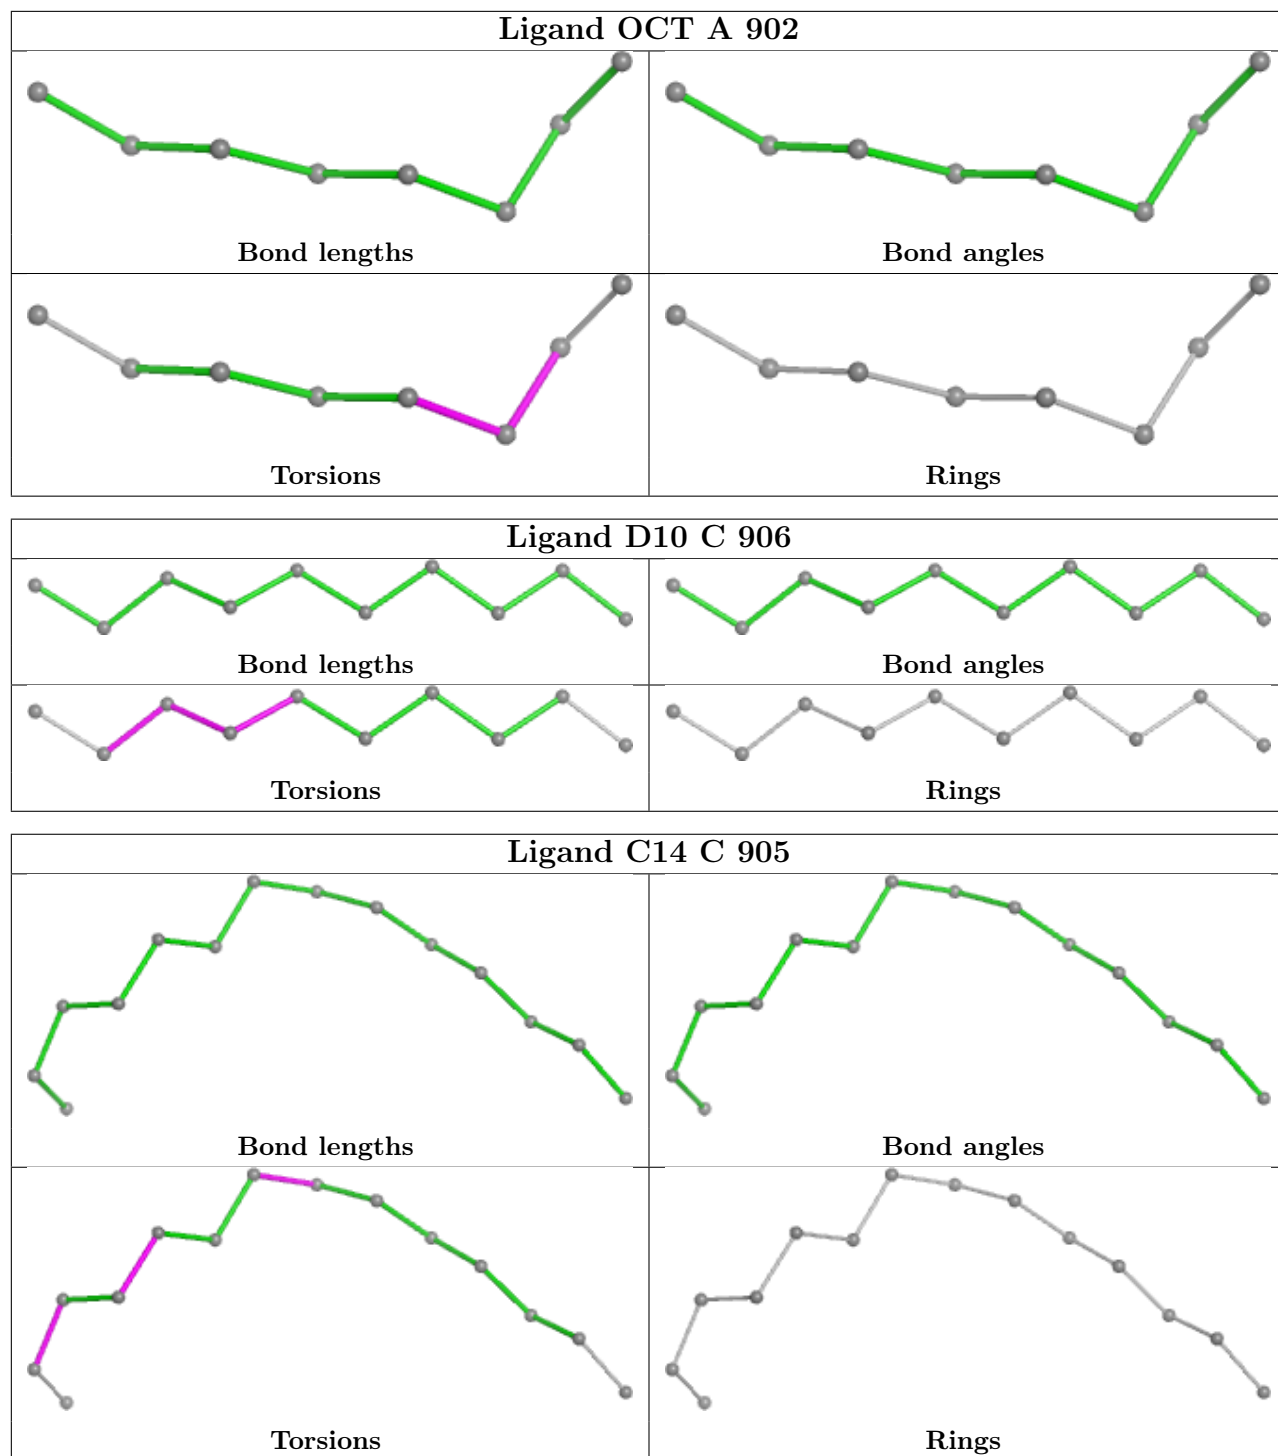 Ligand OCT A 902
Bond lengths
Bond angles
Torsions
Rings
Ligand D10 C 906
Bond lengths
Bond angles
Torsions
Rings
Ligand C14 C 905
Bond lengths
Bond angles
Torsions
Rings